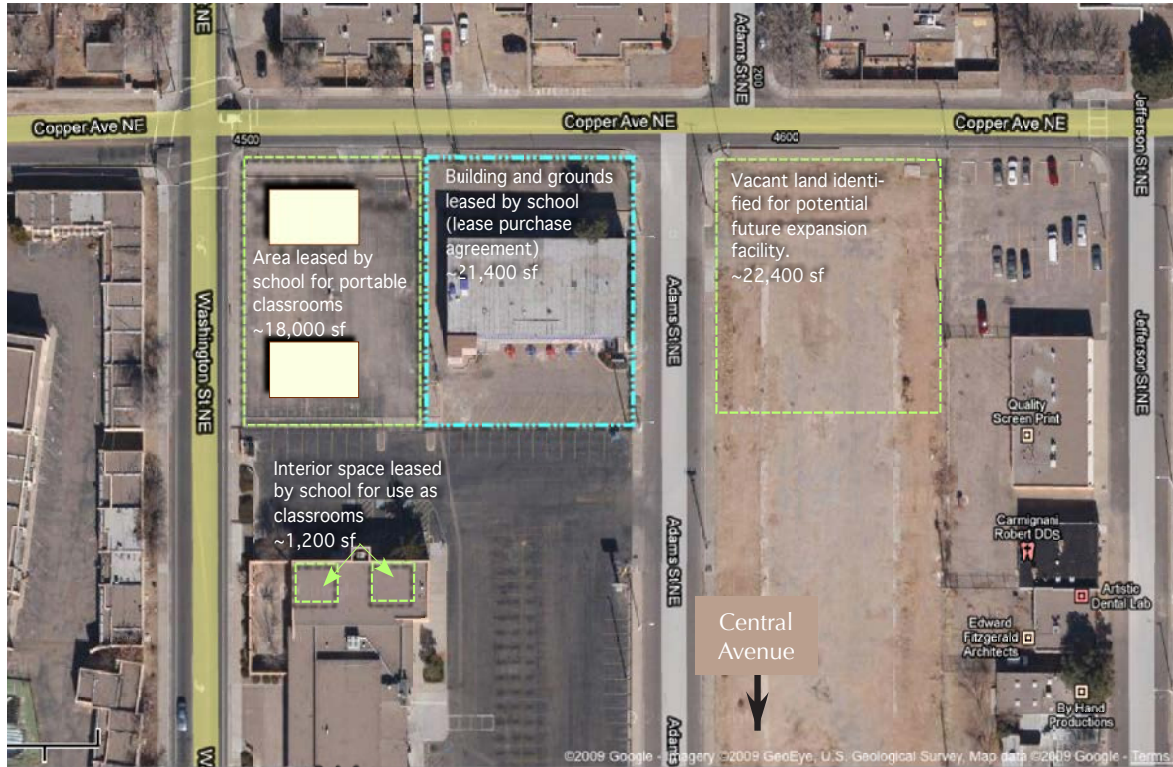 NE
Adams St NE
200
Jefferson St NE
Copper Ave NE
Copper Ave NE
Copper Ave NE
4500
4600
Building and grounds
leased by school
(lease purchase
agreement)
~21,400 sf
Vacant land identi-
fied for potential
future expansion
facility.
~22,400 sf
Area leased by
school for portable
classrooms
~18,000 sf
Washington St NE
Adams St NE
Jefferson St NE
Quality
Screen Print
Interior space leased
by school for use as
classrooms
~1,200 sf
Carmignani
Robert DDS
Adams St NE
Artistic
Dental Lab
Central
Avenue
Edward
Fitzgerald
Architects
By Hand
Productions
Adams
W
©2009 Google - Imagery ©2009 GeoEye, U.S. Geological Survey, Map data ©2009 Google - Terms